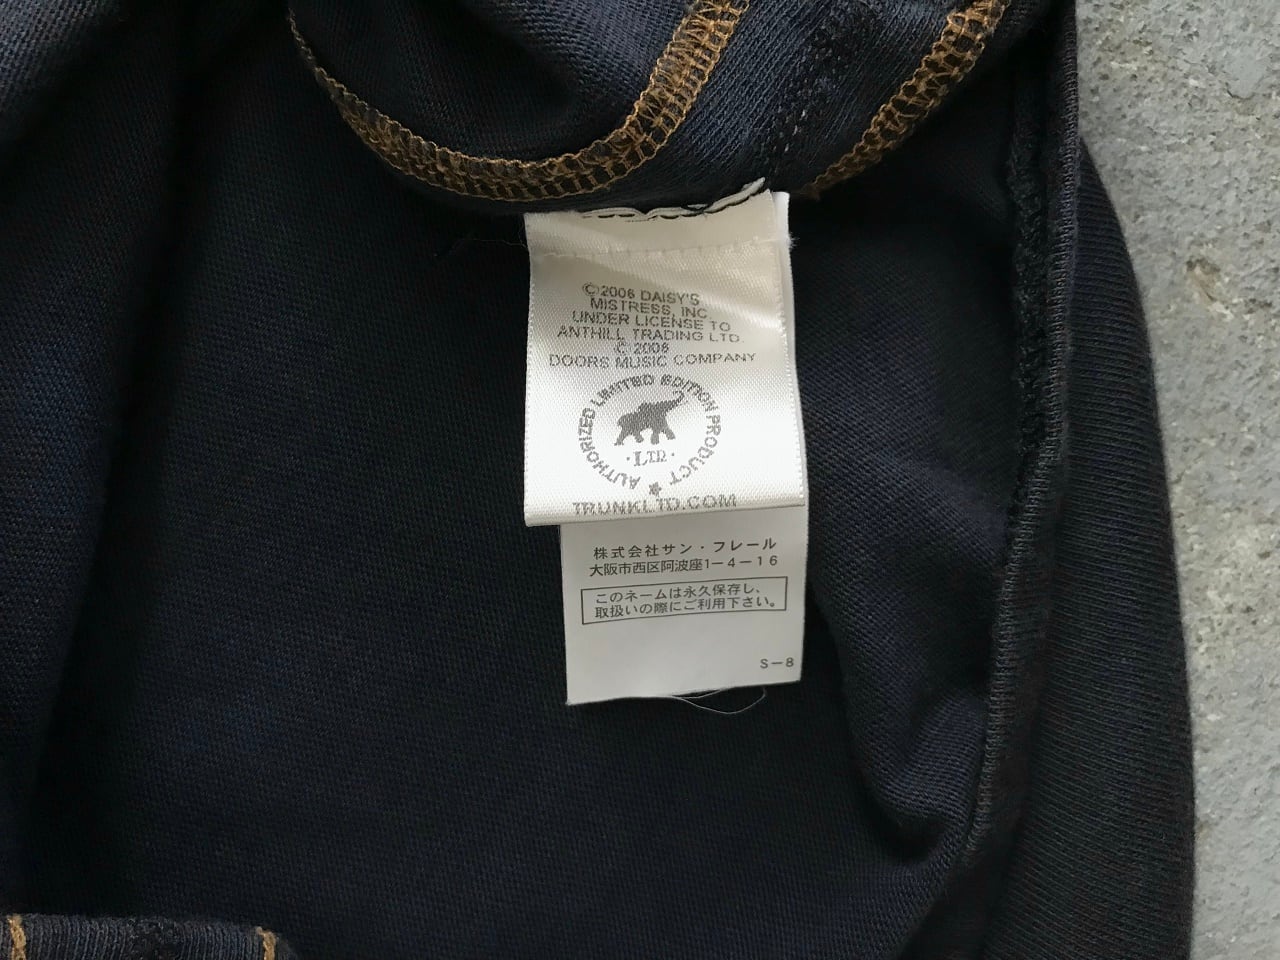 ©2006 DAISY'S
MISTRESS, INC.
UNDER LICENSE TO
ANTHILL TRADING LTD.
© 2006
DOORS MUSIC COMPANY
AUTHORIZED LIMITED EDITION PRODUCT
·LTD·
TRUNKLTD.COM
株式会社サン・フレール
大阪市西区阿波座1-4-16
このネームは永久保存し、
取扱いの際にご利用下さい。
S-8